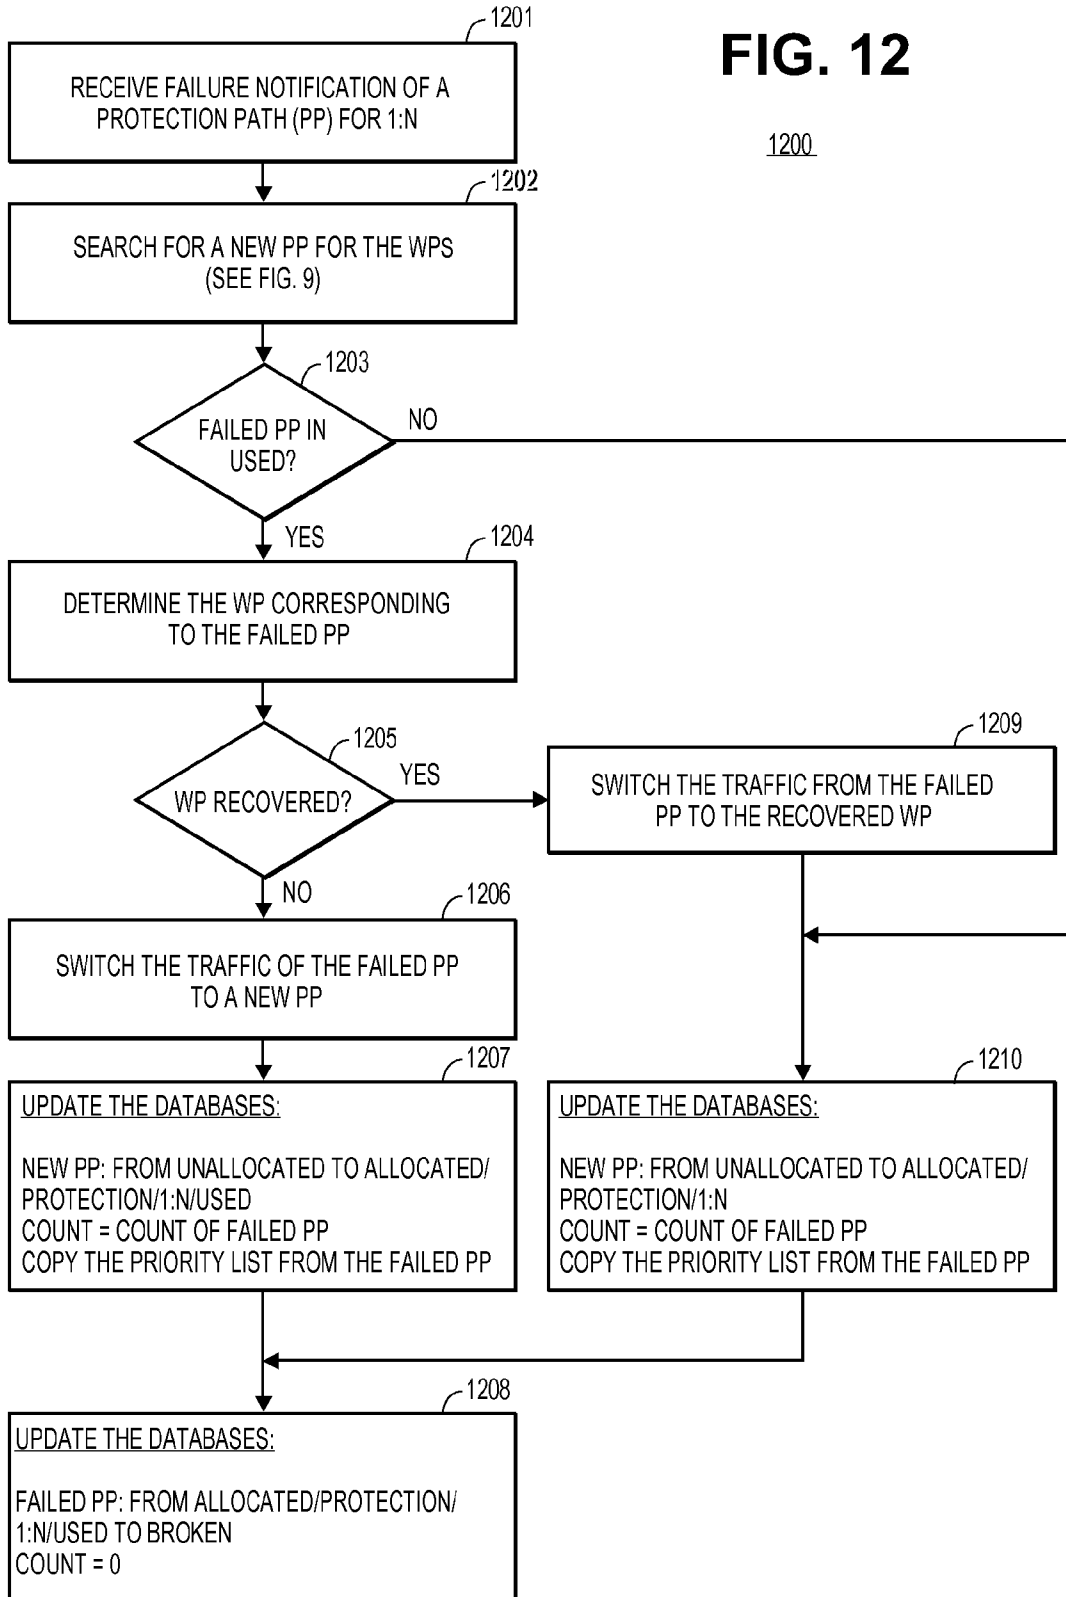 FIG. 12
1200
1201
RECEIVE FAILURE NOTIFICATION OF A
PROTECTION PATH (PP) FOR 1:N
1202
SEARCH FOR A NEW PP FOR THE WPS
(SEE FIG. 9)
1203
FAILED PP IN
USED?
NO
YES
1204
DETERMINE THE WP CORRESPONDING
TO THE FAILED PP
1205
WP RECOVERED?
YES
NO
1209
SWITCH THE TRAFFIC FROM THE FAILED
PP TO THE RECOVERED WP
1206
SWITCH THE TRAFFIC OF THE FAILED PP
TO A NEW PP
1207
UPDATE THE DATABASES:
NEW PP: FROM UNALLOCATED TO ALLOCATED/
PROTECTION/1:N/USED
COUNT = COUNT OF FAILED PP
COPY THE PRIORITY LIST FROM THE FAILED PP
1210
UPDATE THE DATABASES:
NEW PP: FROM UNALLOCATED TO ALLOCATED/
PROTECTION/1:N
COUNT = COUNT OF FAILED PP
COPY THE PRIORITY LIST FROM THE FAILED PP
1208
UPDATE THE DATABASES:
FAILED PP: FROM ALLOCATED/PROTECTION/
1:N/USED TO BROKEN
COUNT = 0